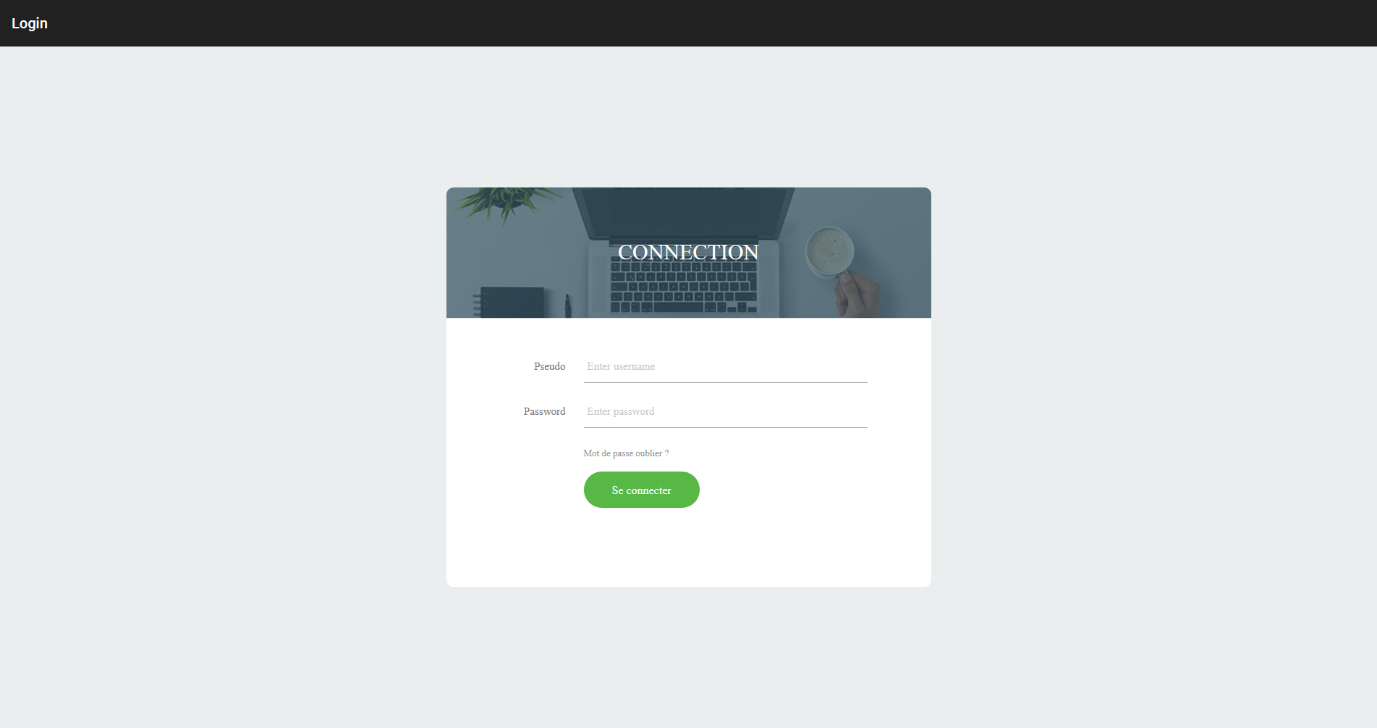 Login
CONNECTION
Pseudo Enter username
Password Enter password
Mot de passe oublier ?
Se connecter